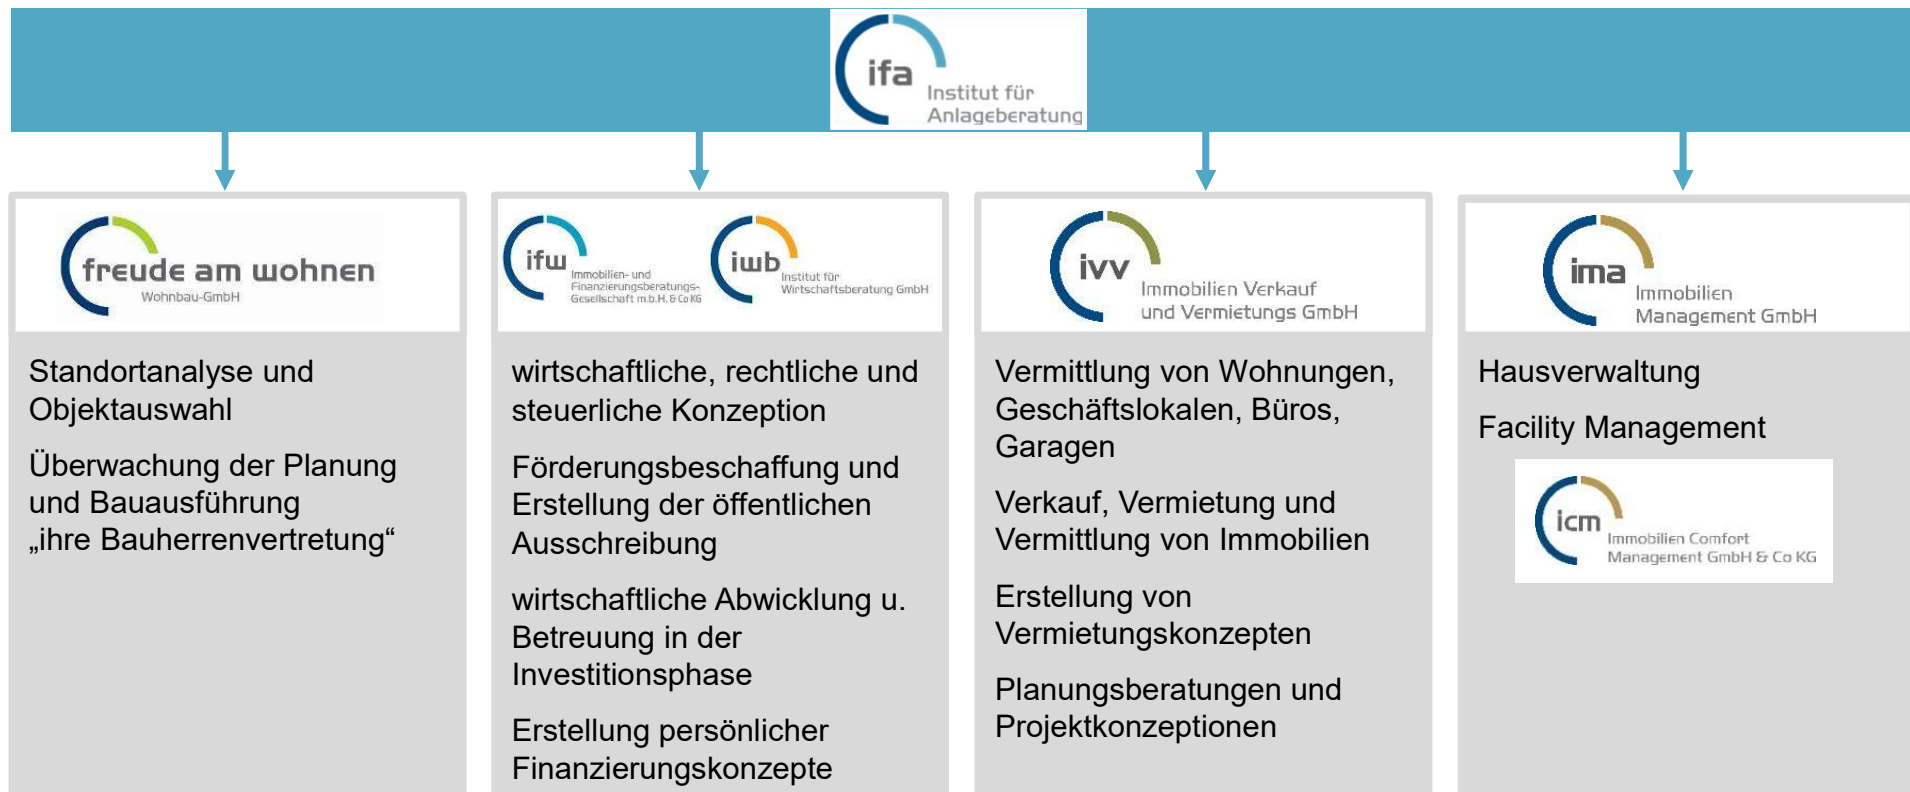 ifa
Institut für
Anlageberatung
freude am wohnen
Wohnbau-GmbH
Standortanalyse und
Objektauswahl
Überwachung der Planung
und Bauausführung
„ihre Bauherrenvertretung“
ifw
Immobilien- und
Finanzierungsberatungs-
Gesellschaft m.b.H. & Co KG
iwb
Institut für
Wirtschaftsberatung GmbH
wirtschaftliche, rechtliche und
steuerliche Konzeption
Förderungsbeschaffung und
Erstellung der öffentlichen
Ausschreibung
wirtschaftliche Abwicklung u.
Betreuung in der
Investitionsphase
Erstellung persönlicher
Finanzierungskonzepte
ivv
Immobilien Verkauf
und Vermietungs GmbH
Vermittlung von Wohnungen,
Geschäftslokalen, Büros,
Garagen
Verkauf, Vermietung und
Vermittlung von Immobilien
Erstellung von
Vermietungskonzepten
Planungsberatungen und
Projektkonzeptionen
ima
Immobilien
Management GmbH
Hausverwaltung
Facility Management
icm
Immobilien Comfort
Management GmbH & Co KG